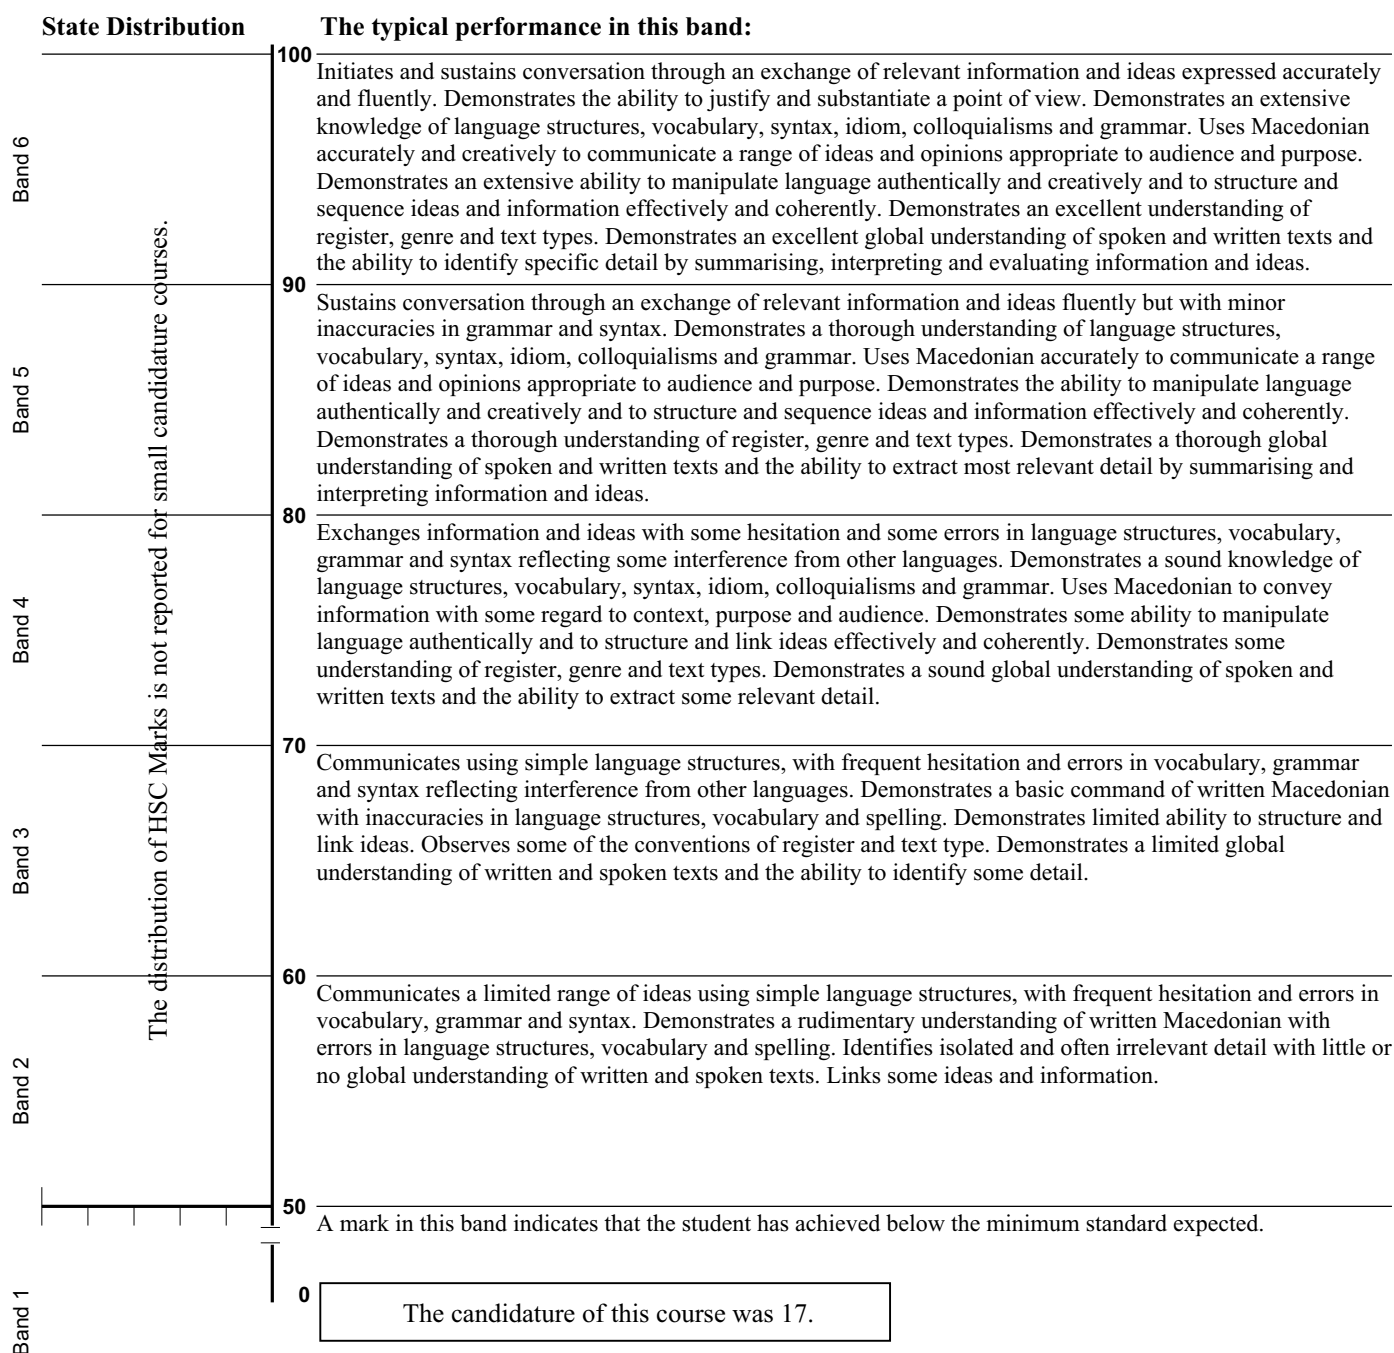 State Distribution
The typical performance in this band:
100
Band 6
Initiates and sustains conversation through an exchange of relevant information and ideas expressed accurately
and fluently. Demonstrates the ability to justify and substantiate a point of view. Demonstrates an extensive
knowledge of language structures, vocabulary, syntax, idiom, colloquialisms and grammar. Uses Macedonian
accurately and creatively to communicate a range of ideas and opinions appropriate to audience and purpose.
Demonstrates an extensive ability to manipulate language authentically and creatively and to structure and
sequence ideas and information effectively and coherently. Demonstrates an excellent understanding of
register, genre and text types. Demonstrates an excellent global understanding of spoken and written texts and
the ability to identify specific detail by summarising, interpreting and evaluating information and ideas.
90
Band 5
Sustains conversation through an exchange of relevant information and ideas fluently but with minor
inaccuracies in grammar and syntax. Demonstrates a thorough understanding of language structures,
vocabulary, syntax, idiom, colloquialisms and grammar. Uses Macedonian accurately to communicate a range
of ideas and opinions appropriate to audience and purpose. Demonstrates the ability to manipulate language
authentically and creatively and to structure and sequence ideas and information effectively and coherently.
Demonstrates a thorough understanding of register, genre and text types. Demonstrates a thorough global
understanding of spoken and written texts and the ability to extract most relevant detail by summarising and
interpreting information and ideas.
80
Band 4
Exchanges information and ideas with some hesitation and some errors in language structures, vocabulary,
grammar and syntax reflecting some interference from other languages. Demonstrates a sound knowledge of
language structures, vocabulary, syntax, idiom, colloquialisms and grammar. Uses Macedonian to convey
information with some regard to context, purpose and audience. Demonstrates some ability to manipulate
language authentically and to structure and link ideas effectively and coherently. Demonstrates some
understanding of register, genre and text types. Demonstrates a sound global understanding of spoken and
written texts and the ability to extract some relevant detail.
70
Band 3
Communicates using simple language structures, with frequent hesitation and errors in vocabulary, grammar
and syntax reflecting interference from other languages. Demonstrates a basic command of written Macedonian
with inaccuracies in language structures, vocabulary and spelling. Demonstrates limited ability to structure and
link ideas. Observes some of the conventions of register and text type. Demonstrates a limited global
understanding of written and spoken texts and the ability to identify some detail.
60
Band 2
Communicates a limited range of ideas using simple language structures, with frequent hesitation and errors in
vocabulary, grammar and syntax. Demonstrates a rudimentary understanding of written Macedonian with
errors in language structures, vocabulary and spelling. Identifies isolated and often irrelevant detail with little or
no global understanding of written and spoken texts. Links some ideas and information.
The distribution of HSC Marks is not reported for small candidature courses.
50
A mark in this band indicates that the student has achieved below the minimum standard expected.
Band 1
0
The candidature of this course was 17.